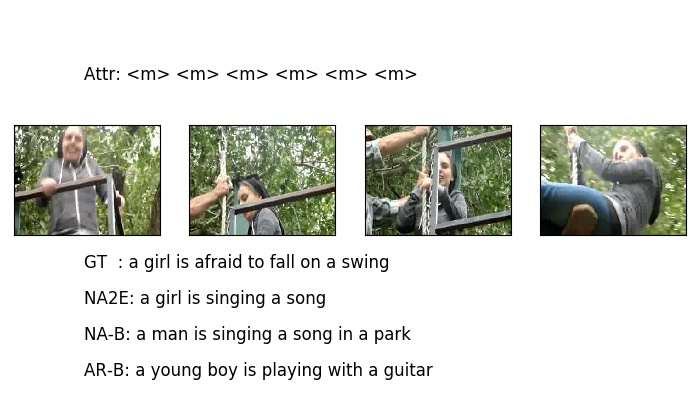 Attr: <m> <m> <m> <m> <m> <m>
GT  : a girl is afraid to fall on a swing
NA2E: a girl is singing a song
NA-B: a man is singing a song in a park
AR-B: a young boy is playing with a guitar